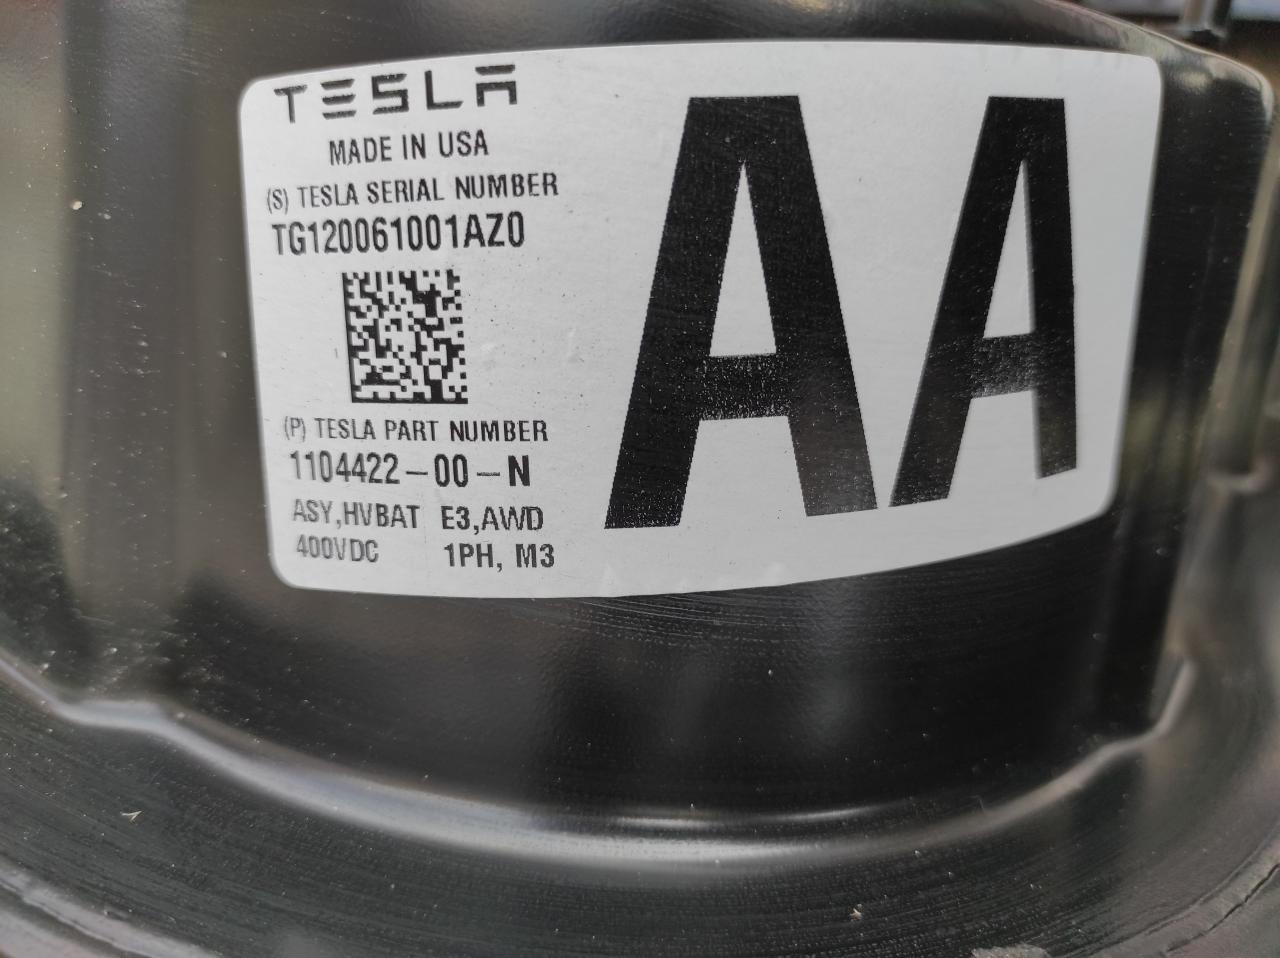 TESLA
MADE IN USA
(S) TESLA SERIAL NUMBER
TG120061001AZ0
(P) TESLA PART NUMBER
1104422-00-N
ASY,HVBAT E3,AWD
400VDC 1PH, M3
AA